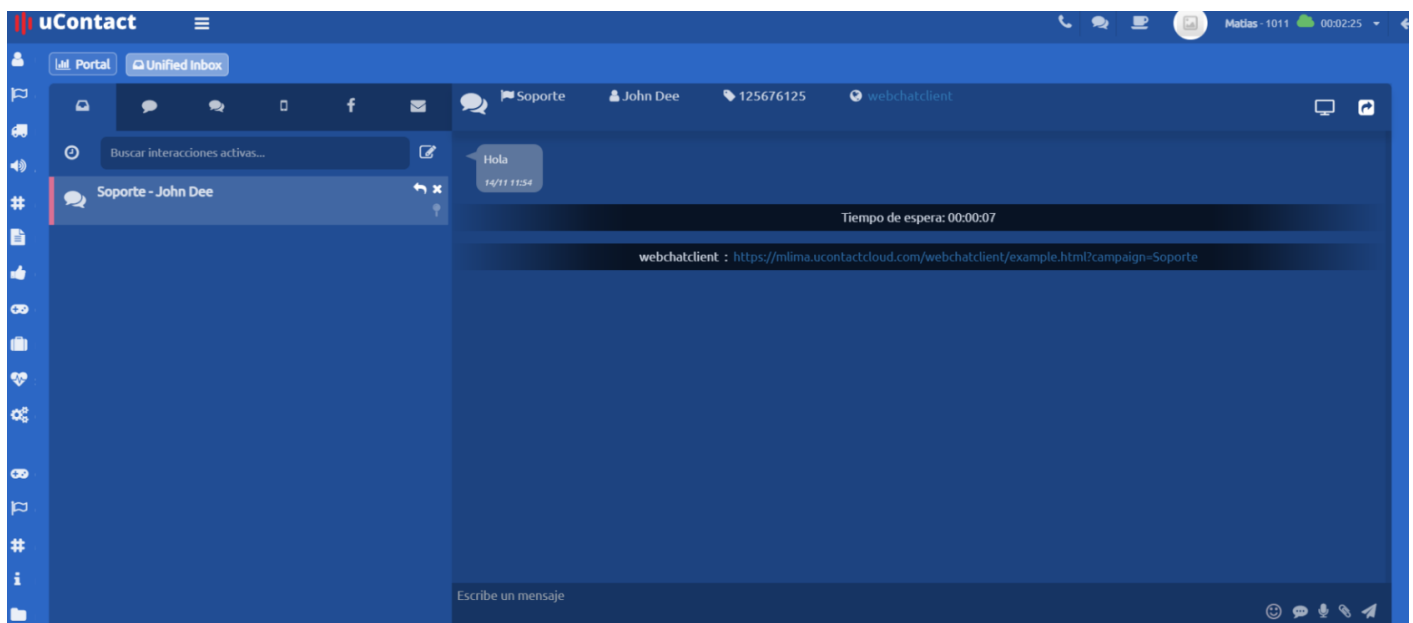 uContact
Matias - 1011 00:02:25
Portal
Unified Inbox
Soporte
John Dee
125676125
webchatclient
Buscar interacciones activas...
Soporte - John Dee
Hola
14/11 11:54
Tiempo de espera: 00:00:07
webchatclient : https://mlima.ucontactcloud.com/webchatclient/example.html?campaign=Soporte
Escribe un mensaje